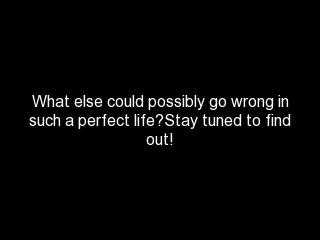 What else could possibly go wrong in
such a perfect life?Stay tuned to find
out!